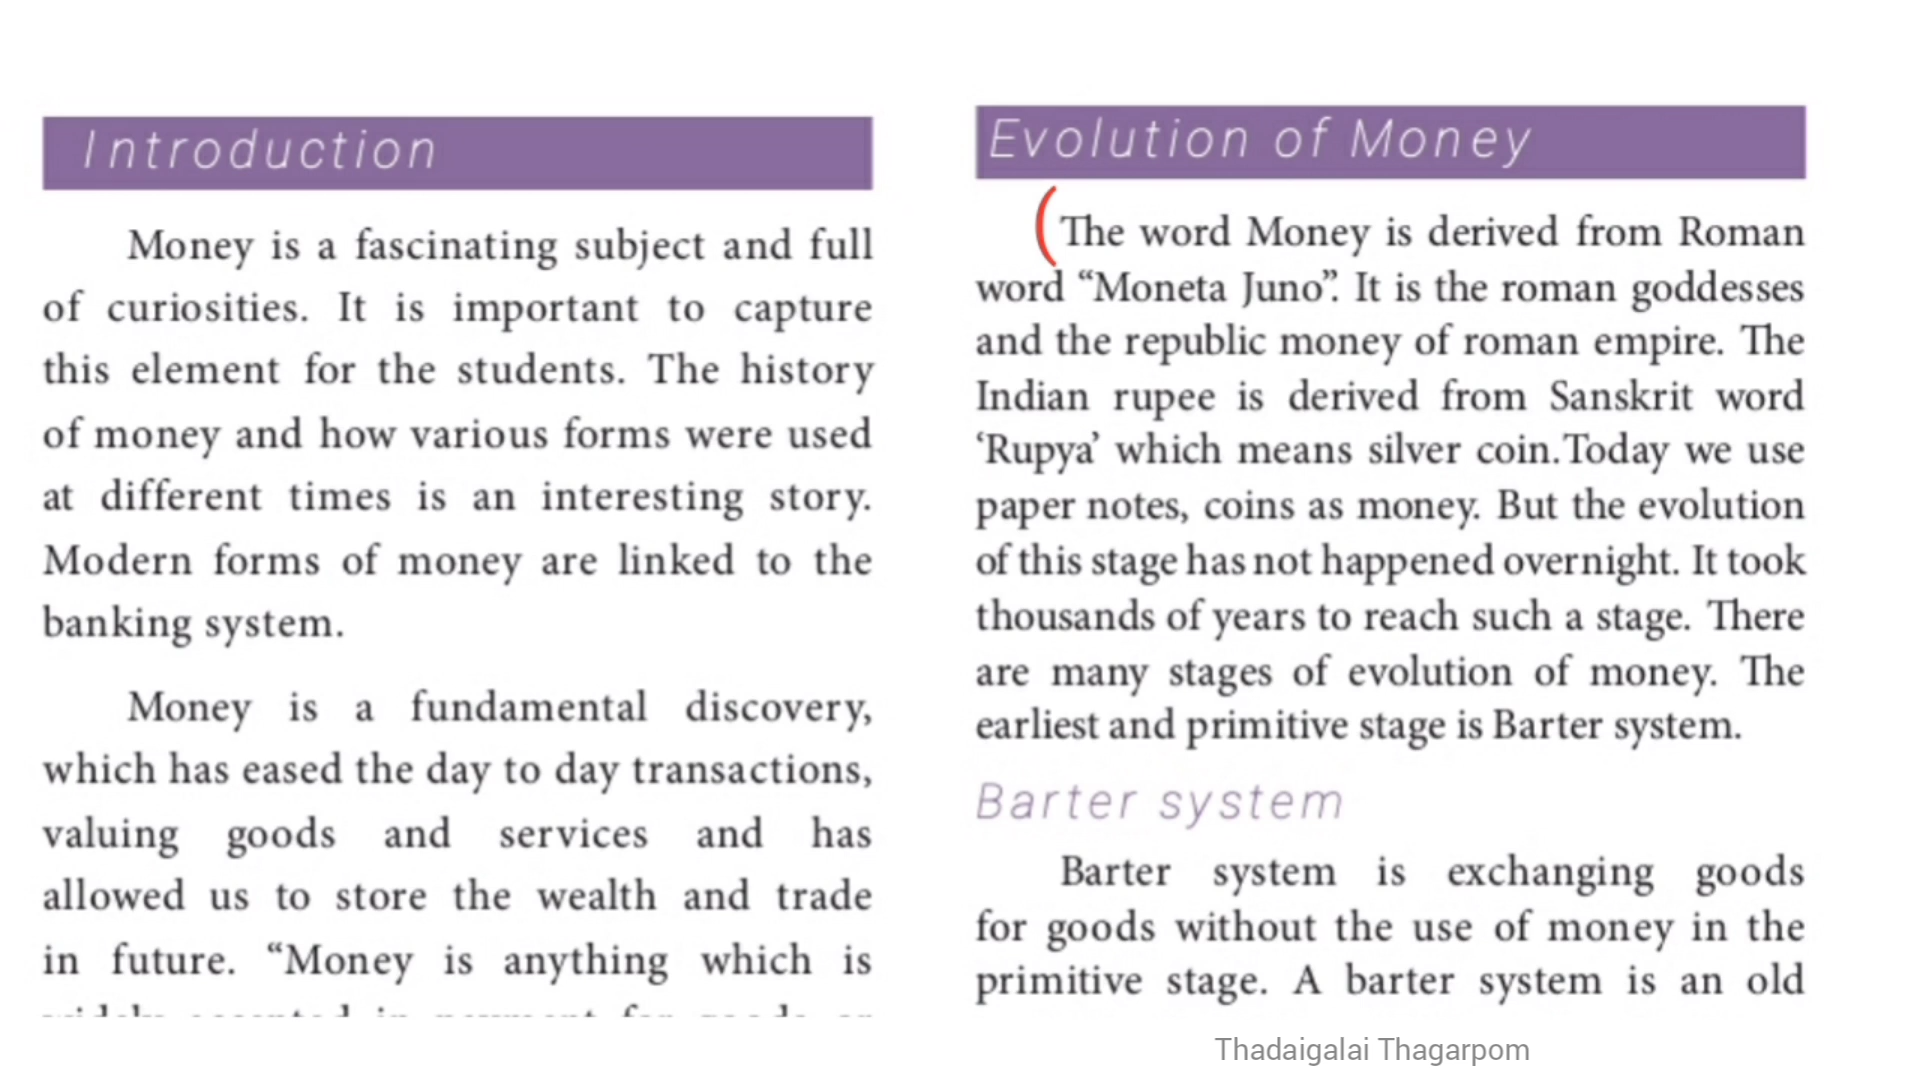 Introduction
Money is a fascinating subject and full
of curiosities. It is important to capture
this element for the students. The history
of money and how various forms were used
at different times is an interesting story.
Modern forms of money are linked to the
banking system.
Money is a fundamental discovery,
which has eased the day to day transactions,
valuing goods and services and has
allowed us to store the wealth and trade
in future. “Money is anything which is
Evolution of Money
The word Money is derived from Roman
word “Moneta Juno”. It is the roman goddesses
and the republic money of roman empire. The
Indian rupee is derived from Sanskrit word
‘Rupya’ which means silver coin.Today we use
paper notes, coins as money. But the evolution
of this stage has not happened overnight. It took
thousands of years to reach such a stage. There
are many stages of evolution of money. The
earliest and primitive stage is Barter system.
Barter system
Barter system is exchanging goods
for goods without the use of money in the
primitive stage. A barter system is an old
Thadaigalai Thagarpom